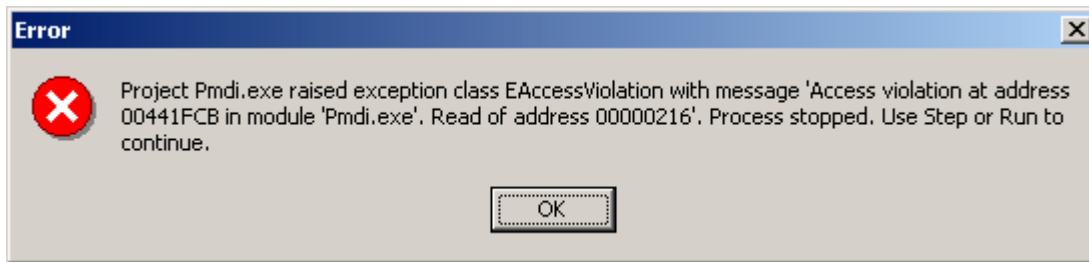 Error
Project Pmdi.exe raised exception class EAccessViolation with message 'Access violation at address
00441FCB in module 'Pmdi.exe'. Read of address 00000216'. Process stopped. Use Step or Run to
continue.
OK